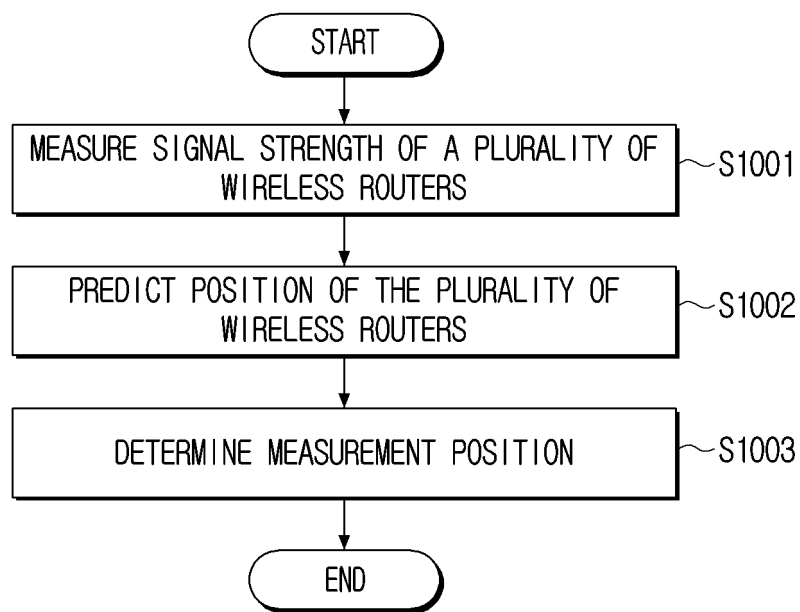 START
MEASURE SIGNAL STRENGTH OF A PLURALITY OF
WIRELESS ROUTERS
S1001
PREDICT POSITION OF THE PLURALITY OF
WIRELESS ROUTERS
S1002
DETERMINE MEASUREMENT POSITION
S1003
END